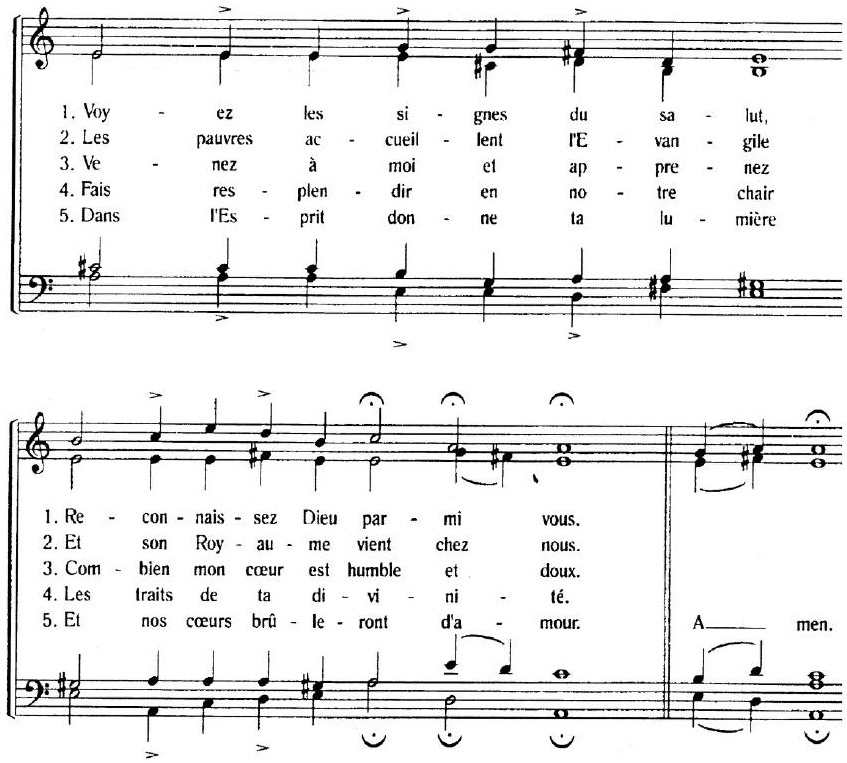 1. Voy - ez les si - gnes du sa - lut,
2. Les pauvres ac - cueil - lent l'E - van - gile
3. Ve - nez à moi et ap - pre - nez
4. Fais res - plen - dir en no - tre chair
5. Dans l'Es - prit don - ne ta lu - mière
1. Re - con - nais - sez Dieu par - mi vous.
2. Et son Roy - au - me vient chez nous.
3. Com - bien mon cœur est humble et doux.
4. Les traits de ta di - vi - ni - té.
5. Et nos cœurs brû - le - ront d'a - mour. A___ men.